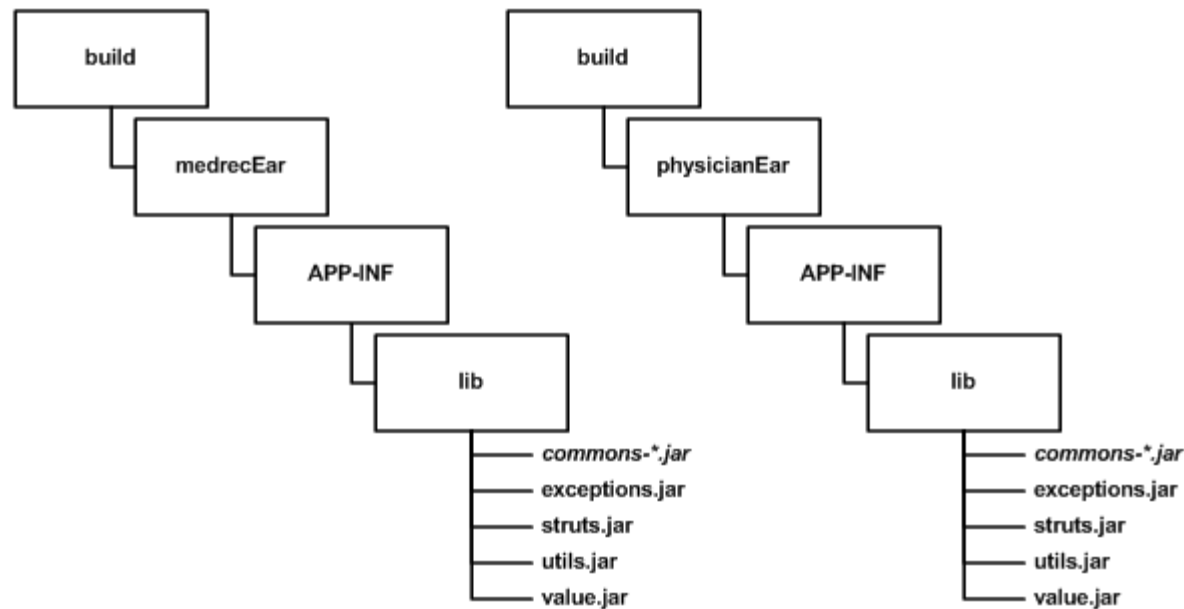 build
medrecEar
APP-INF
lib
commons-*.jar
exceptions.jar
struts.jar
utils.jar
value.jar
build
physicianEar
APP-INF
lib
commons-*.jar
exceptions.jar
struts.jar
utils.jar
value.jar